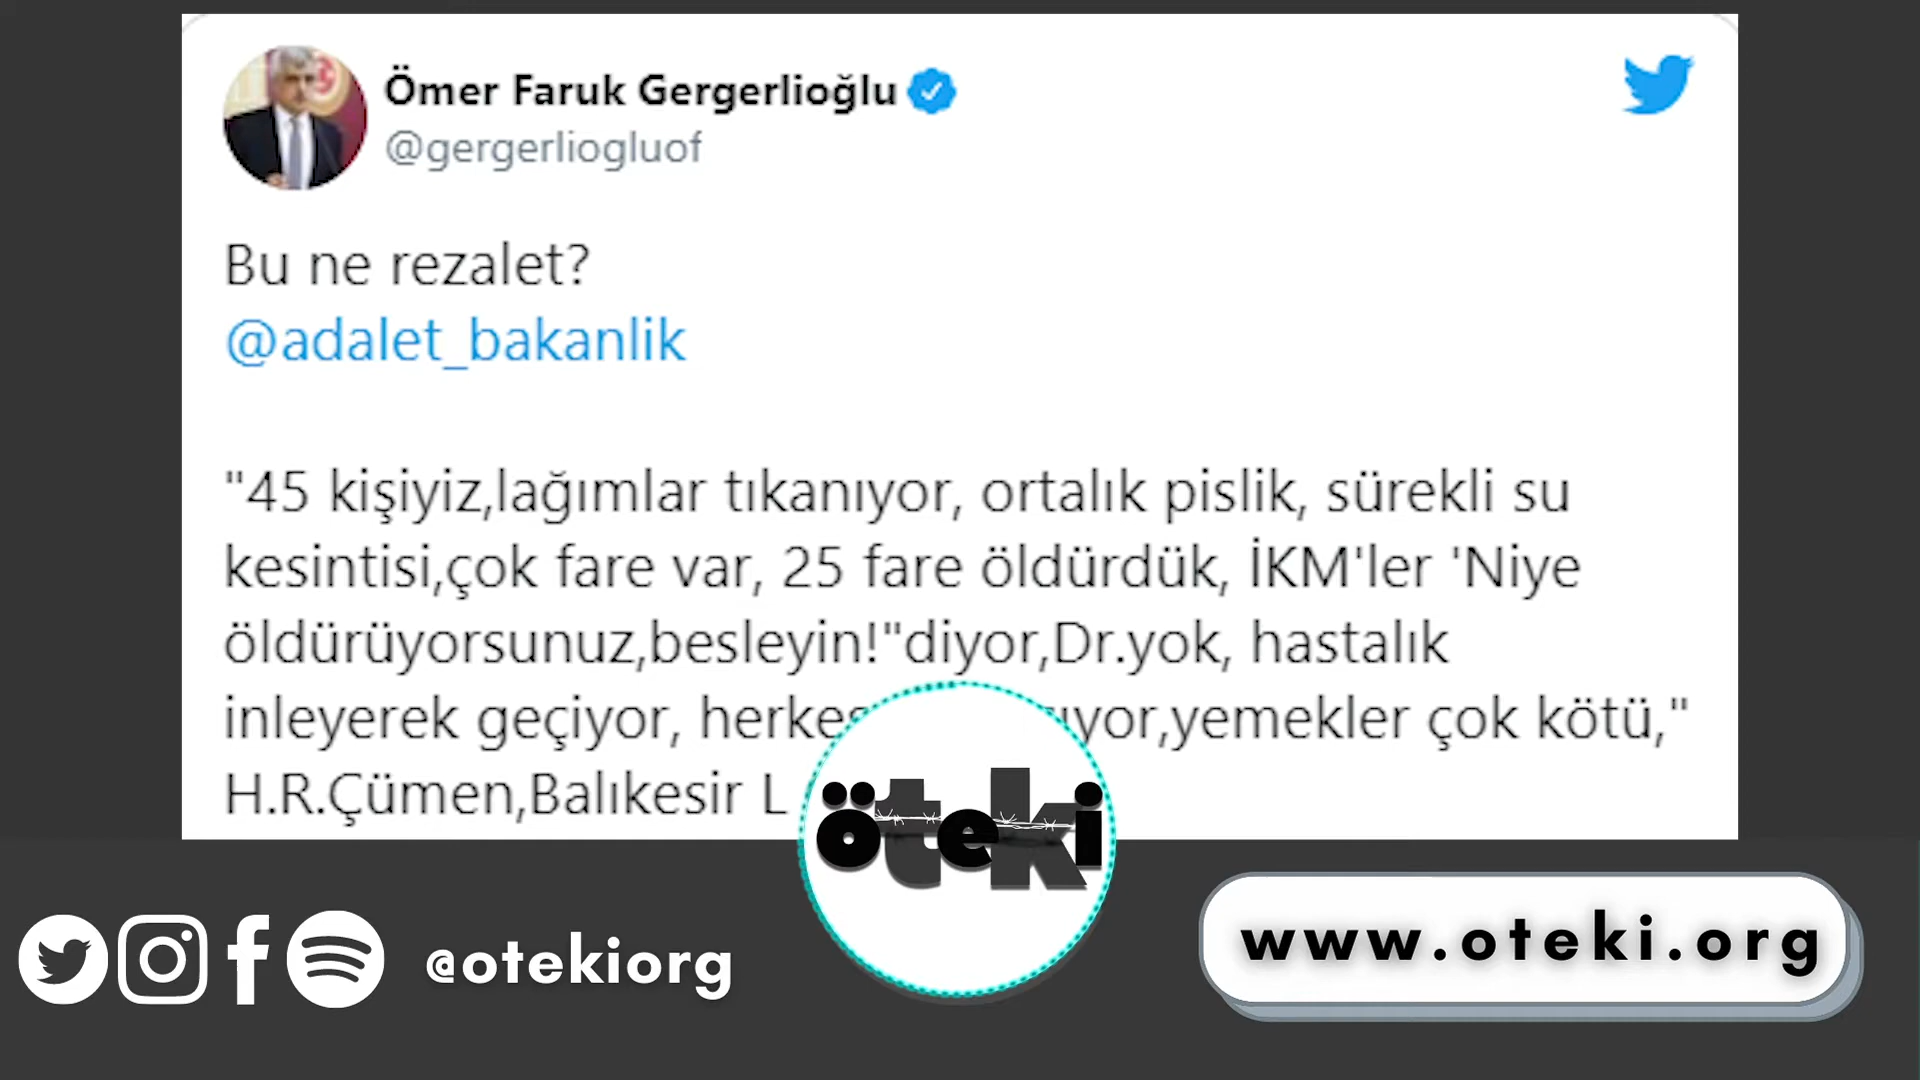 Ömer Faruk Gergerlioğlu
@gergerliogluof
Bu ne rezalet?
@adalet_bakanlik
"45 kişiyiz,lağımlar tıkanıyor, ortalık pislik, sürekli su
kesintisi,çok fare var, 25 fare öldürdük, İKM'ler 'Niye
öldürüyorsunuz,besleyin!"diyor,Dr.yok, hastalık
inleyerek geçiyor, yemekler çok kötü,"
H.R.Çümen,Balıkesir L
öteki
@otekiorg
www.oteki.org